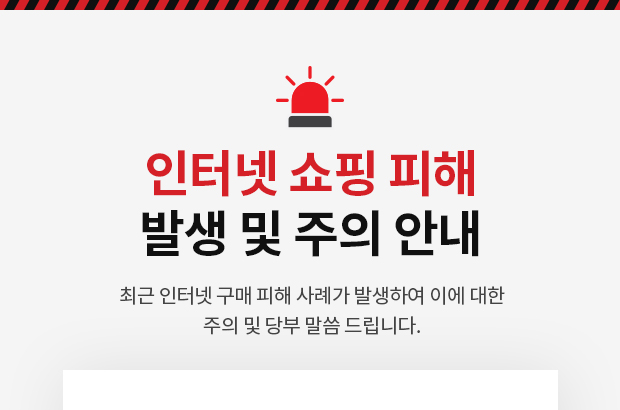 인터넷 쇼핑 피해
발생 및 주의 안내
최근 인터넷 구매 피해 사례가 발생하여 이에 대한
주의 및 당부 말씀 드립니다.